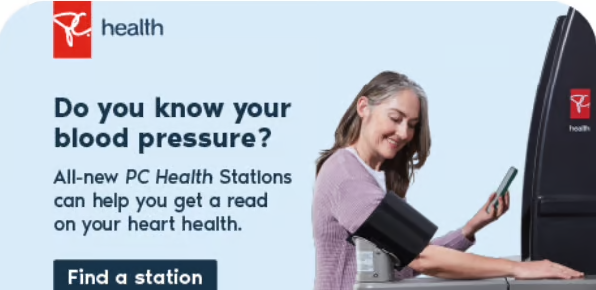 PC health
Do you know your
blood pressure?
All-new PC Health Stations
can help you get a read
on your heart health.
Find a station
PC
health